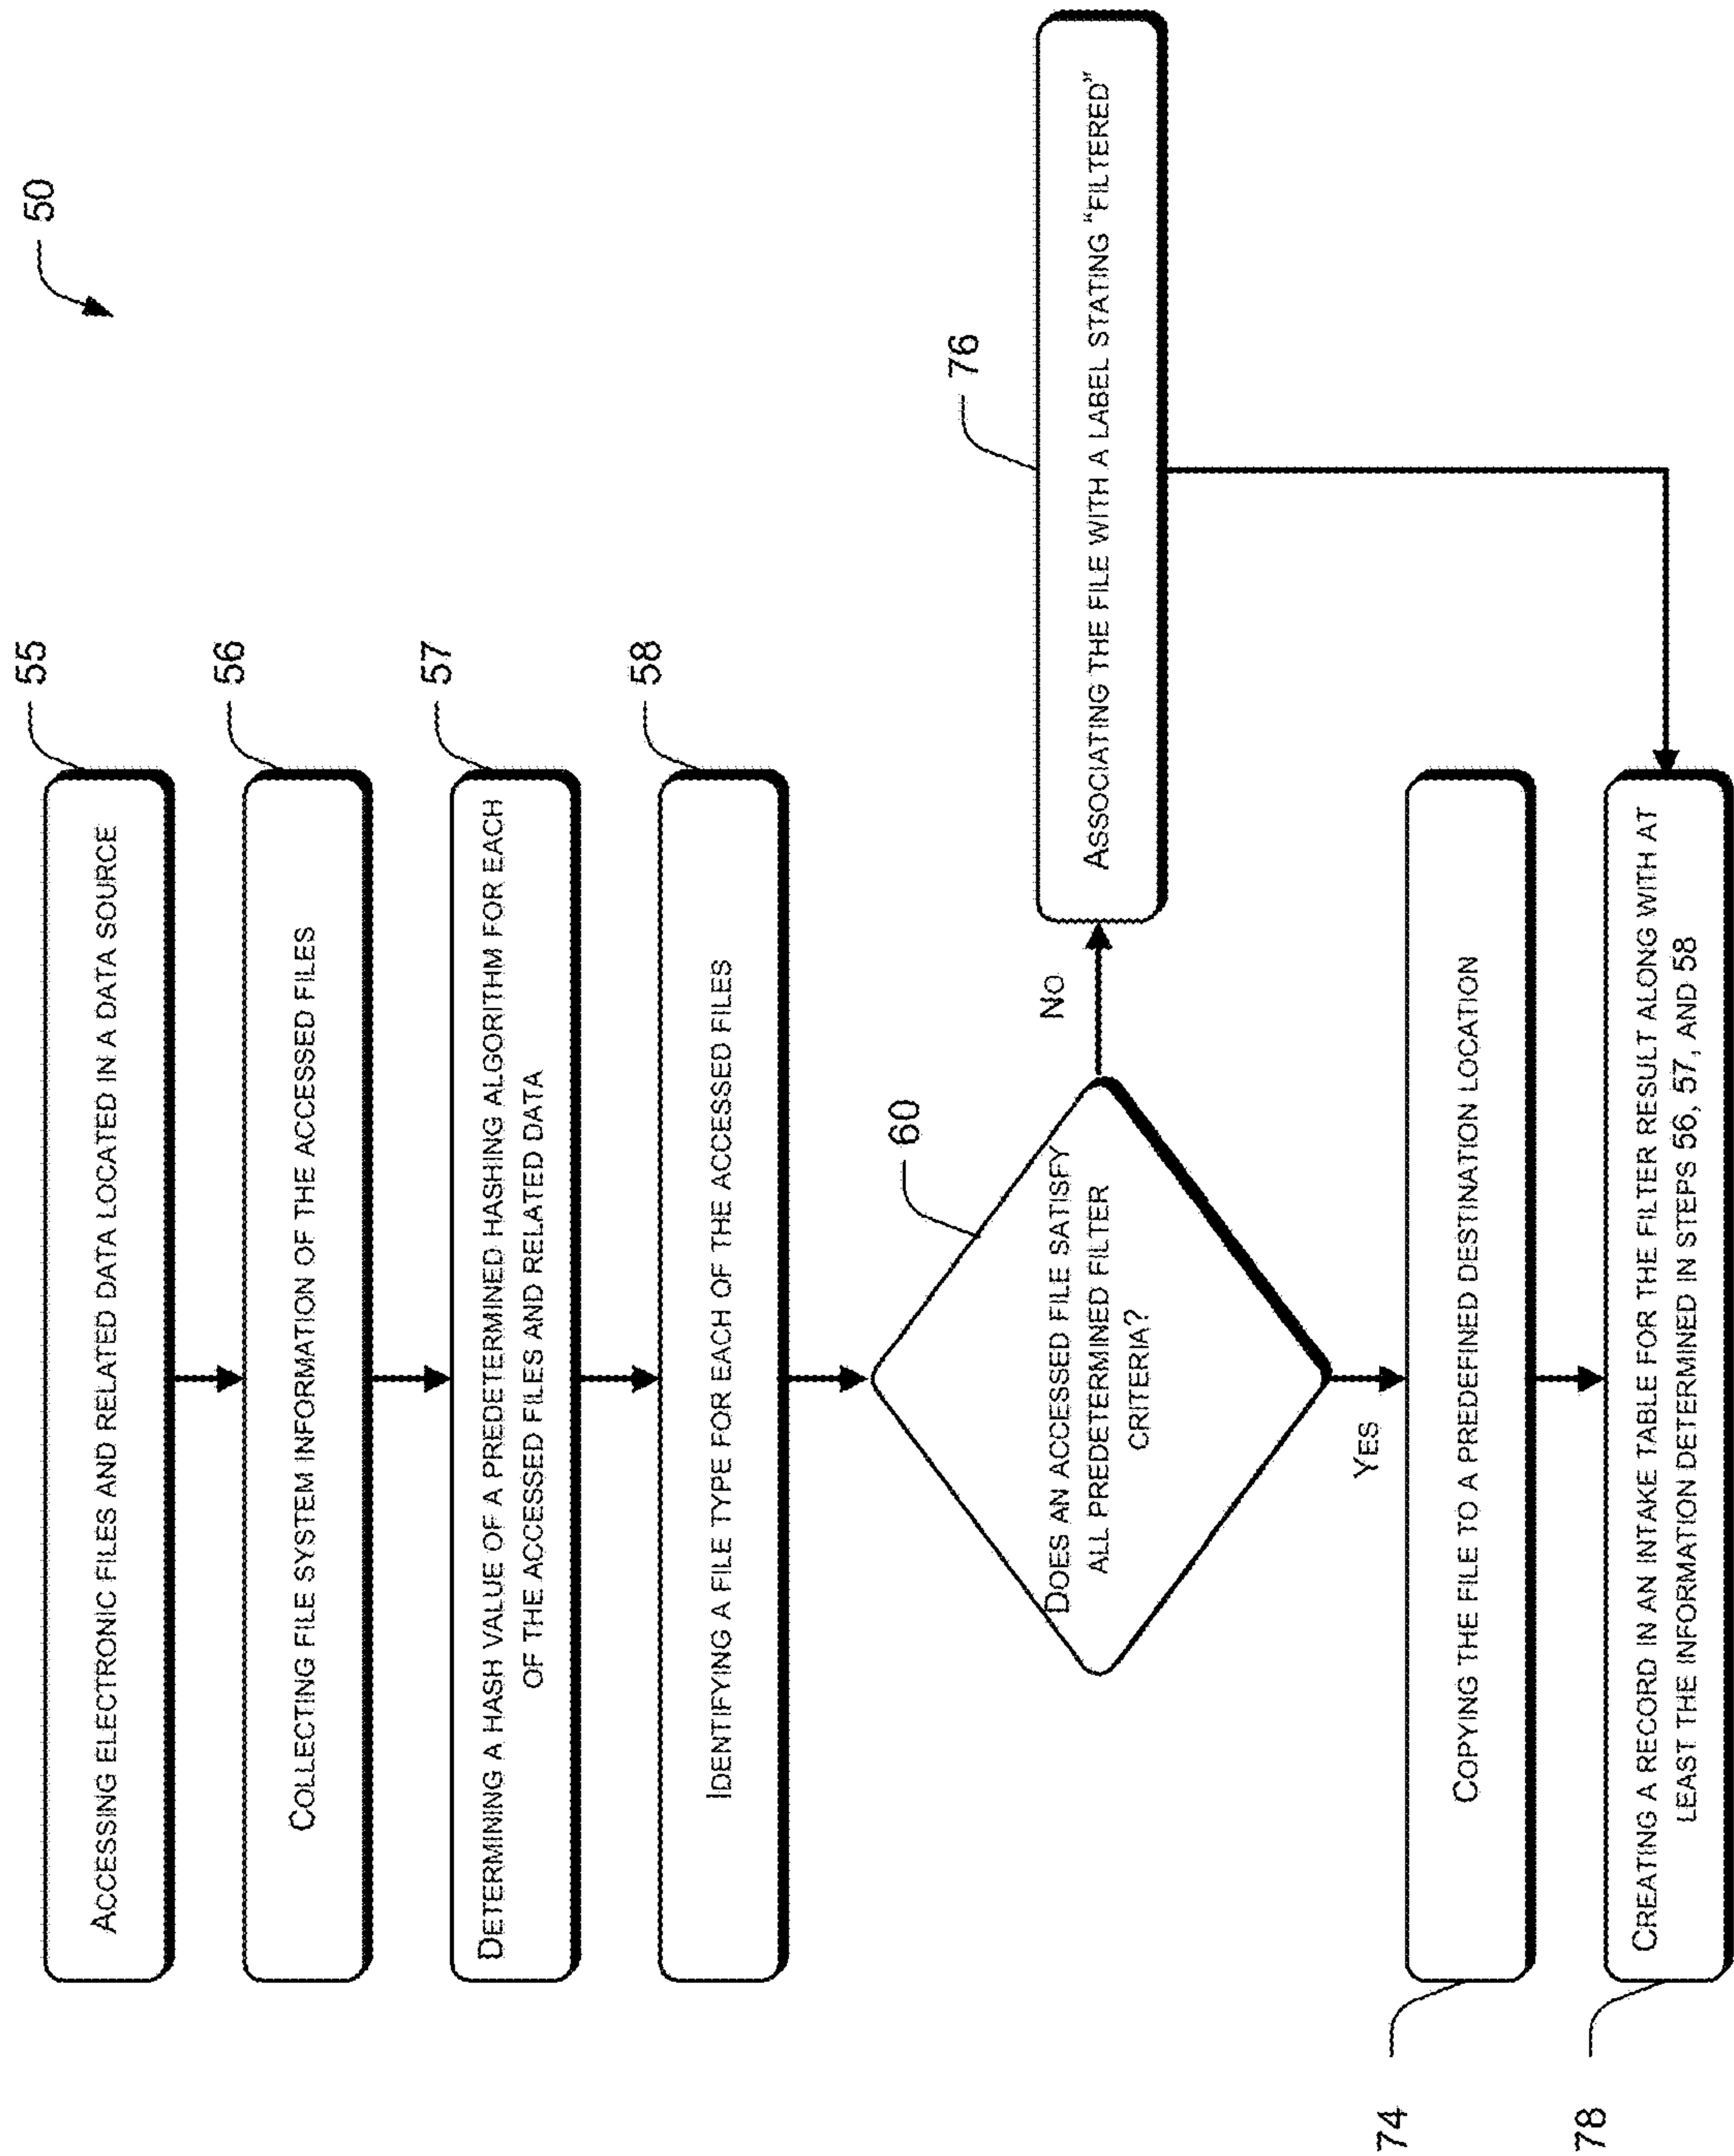 50
55
ACCESSING ELECTRONIC FILES AND RELATED DATA LOCATED IN A DATA SOURCE
56
COLLECTING FILE SYSTEM INFORMATION OF THE ACCESSED FILES
57
DETERMINING A HASH VALUE OF A PREDETERMINED HASHING ALGORITHM FOR EACH
OF THE ACCESSED FILES AND RELATED DATA
58
IDENTIFYING A FILE TYPE FOR EACH OF THE ACCESSED FILES
60
DOES AN ACCESSED FILE SATISFY
ALL PREDETERMINED FILTER
CRITERIA?
NO
76
ASSOCIATING THE FILE WITH A LABEL STATING "FILTERED"
YES
74
COPYING THE FILE TO A PREDEFINED DESTINATION LOCATION
78
CREATING A RECORD IN AN INTAKE TABLE FOR THE FILTER RESULT ALONG WITH AT
LEAST THE INFORMATION DETERMINED IN STEPS 56, 57, AND 58